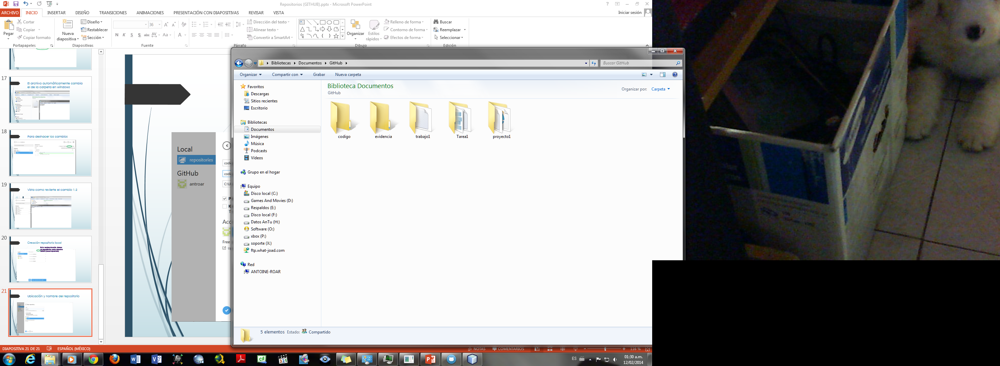 Repositorios (GITHUB).pptx - Microsoft PowerPoint
ARCHIVO INICIO INSERTAR DISEÑO TRANSICIONES ANIMACIONES PRESENTACIÓN CON DIAPOSITIVAS REVISAR VISTA Iniciar sesión
Pegar
Cortar
Copiar
Copiar formato
Portapapeles
Nueva diapositiva
Diseño
Restablecer
Sección
Diapositivas
36
N K S S abc AV Aa A
Fuente
Dirección del texto
Alinear texto
Convertir a SmartArt
Párrafo
Organizar
Estilos rápidos
Relleno de forma
Contorno de forma
Efectos de forma
Dibujo
Buscar
Reemplazar
Seleccionar
Edición
17
El archivo automáticamente cambia
el de la carpeta en windows
18
Para deshacer los cambios
19
Vista como revierte el cambio 1.2
20
Creación repositorio local
21
Ubicación y nombre del repositorio
Local
repositories
GitHub
antroar
Free
Bibliotecas Documentos GitHub
Buscar GitHub
Organizar Compartir con Grabar Nueva carpeta
Favoritos
Descargas
Sitios recientes
Escritorio
Bibliotecas
Documentos
Imágenes
Música
Podcasts
Vídeos
Grupo en el hogar
Equipo
Disco local (C:)
Games And Movies (D:)
Respaldos (E:)
Disco local (F:)
Datos AnTu (H:)
Software (O:)
xbox (P:)
soporte (X:)
ftp.what-joad.com
Red
ANTOINE-ROAR
Biblioteca Documentos
GitHub
Organizar por: Carpeta
codigo evidencia trabajo1 Tarea1 proyecto1
5 elementos Estado: Compartido
DIAPOSITIVA 21 DE 21 ESPAÑOL (MÉXICO) NOTAS COMENTARIOS 116 %
ES
01:30 a.m.
12/02/2014